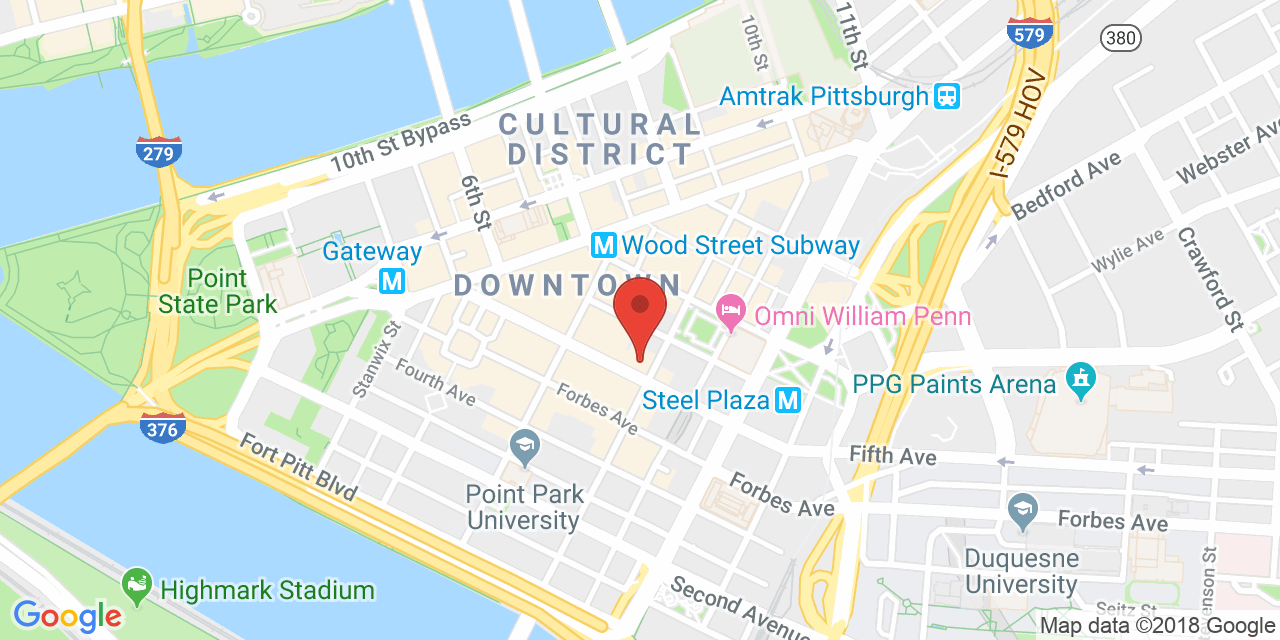 579
380
10th St
11th St
Amtrak Pittsburgh
I-579 HOV
CULTURAL
DISTRICT
10th St Bypass
279
Webster Ave
Bedford Ave
6th St
Wylie Ave
Crawford St
Gateway
M
M Wood Street Subway
DOWNTOWN
Point
State Park
Omni William Penn
Stanwix St
Fourth Ave
Forbes Ave
Steel Plaza M
PPG Paints Arena
376
Fort Pitt Blvd
Fifth Ave
Point Park
University
Forbes Ave
Forbes Ave
Duquesne
University
Highmark Stadium
Second Avenue
Seitz St
enson St
Google
Map data ©2018 Google